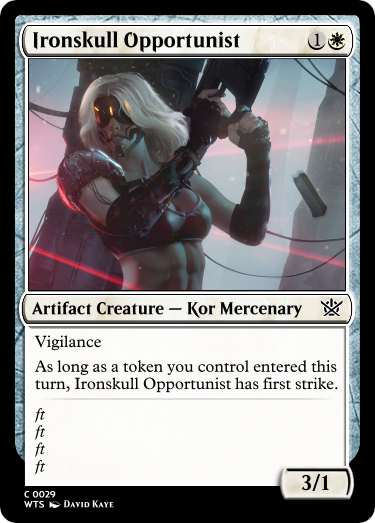 Ironskull Opportunist 1
Artifact Creature — Kor Mercenary
Vigilance
As long as a token you control entered this
turn, Ironskull Opportunist has first strike.
ft
ft
ft
ft
3/1
C 0029
WTS DAVID KAYE